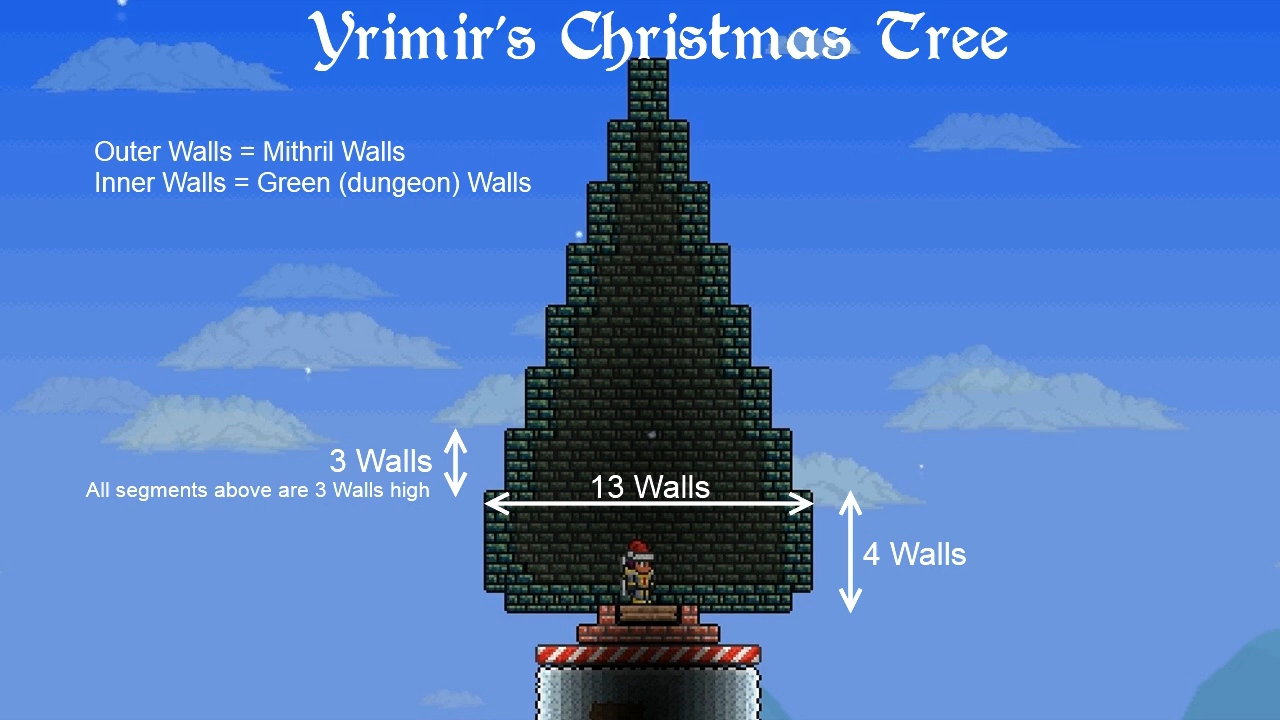 Yrimir's Christmas Tree
Outer Walls = Mithril Walls
Inner Walls = Green (dungeon) Walls
3 Walls
All segments above are 3 Walls high
13 Walls
4 Walls